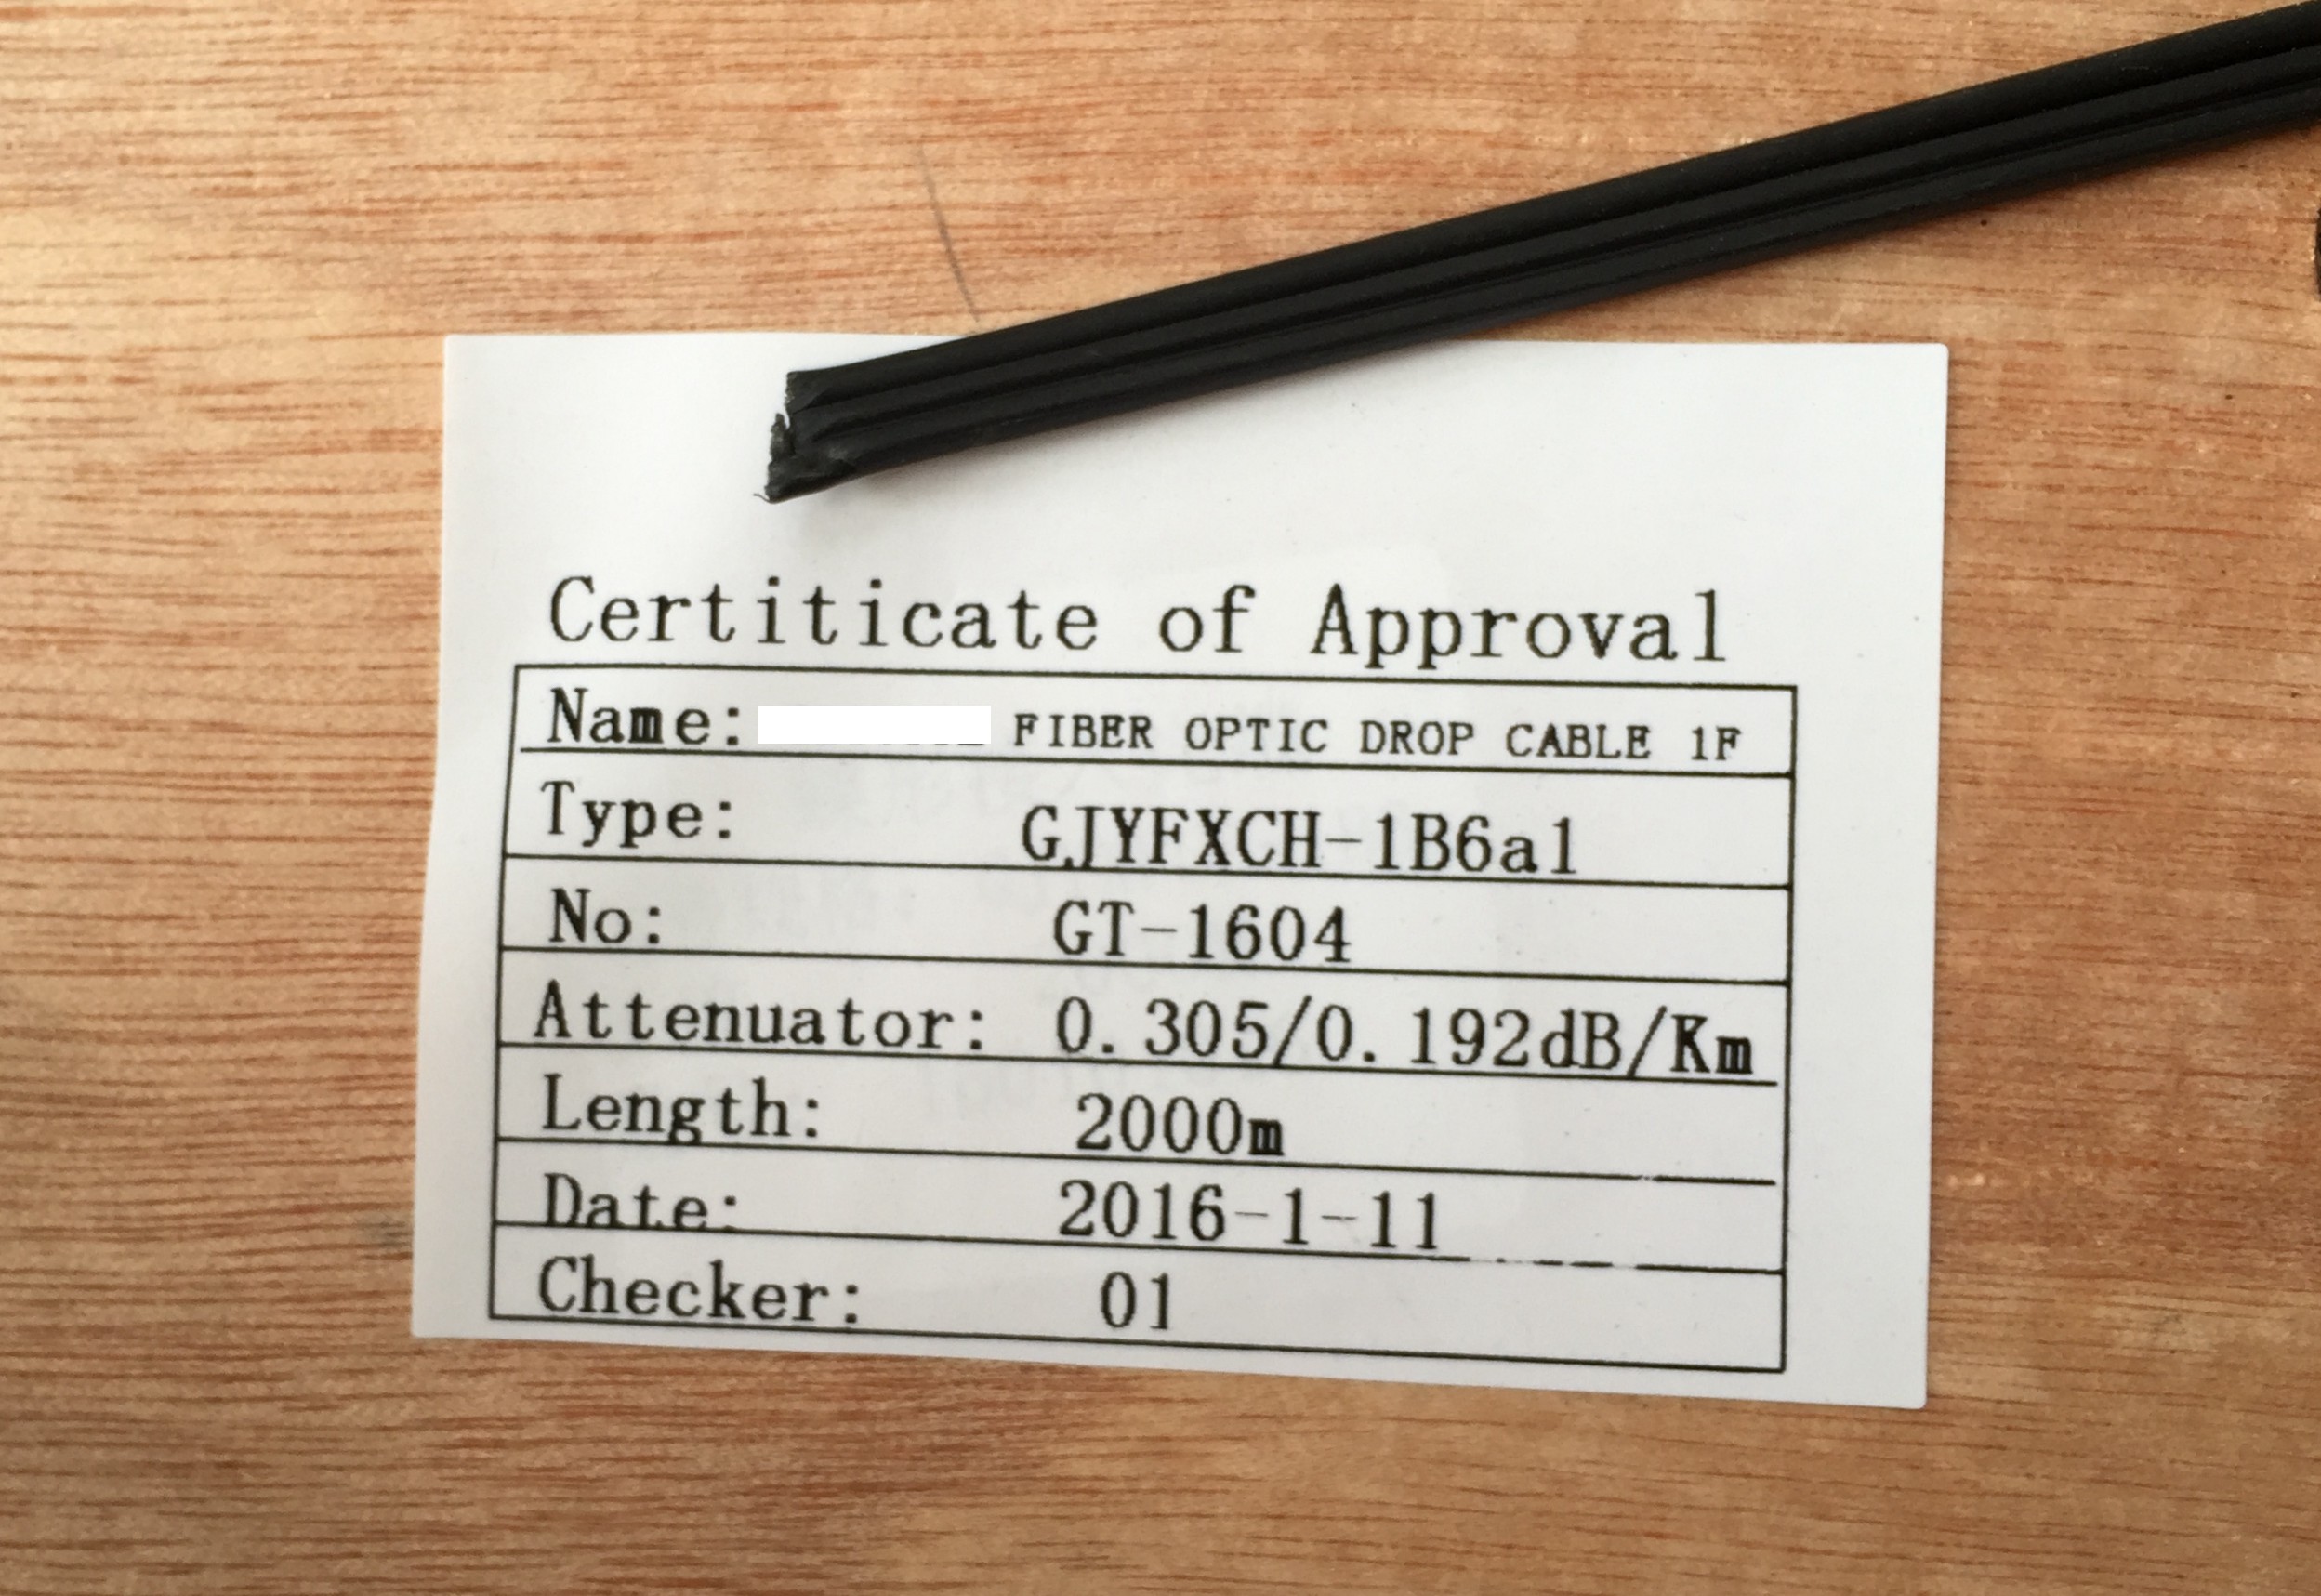 Certiticate of Approval
Name: FIBER OPTIC DROP CABLE 1F
Type: GJYFXCH-1B6a1
No: GT-1604
Attenuator: 0.305/0.192dB/Km
Length: 2000m
Date: 2016-1-11
Checker: 01